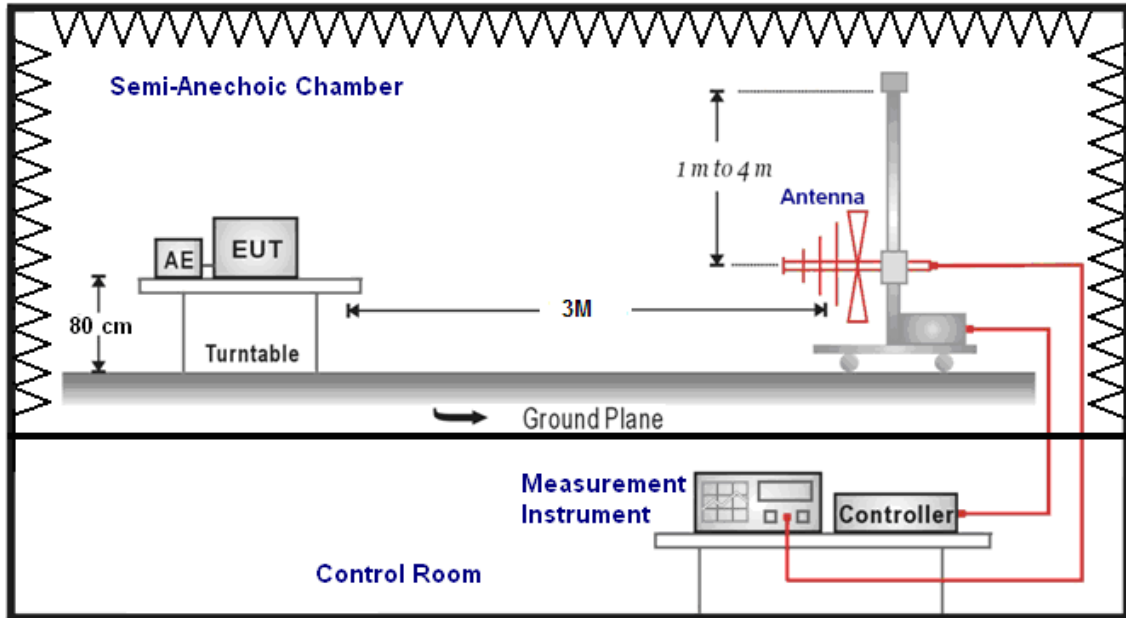 Semi-Anechoic Chamber
1 m to 4 m
Antenna
AE
EUT
80 cm
3M
Turntable
Ground Plane
Measurement
Instrument
Controller
Control Room